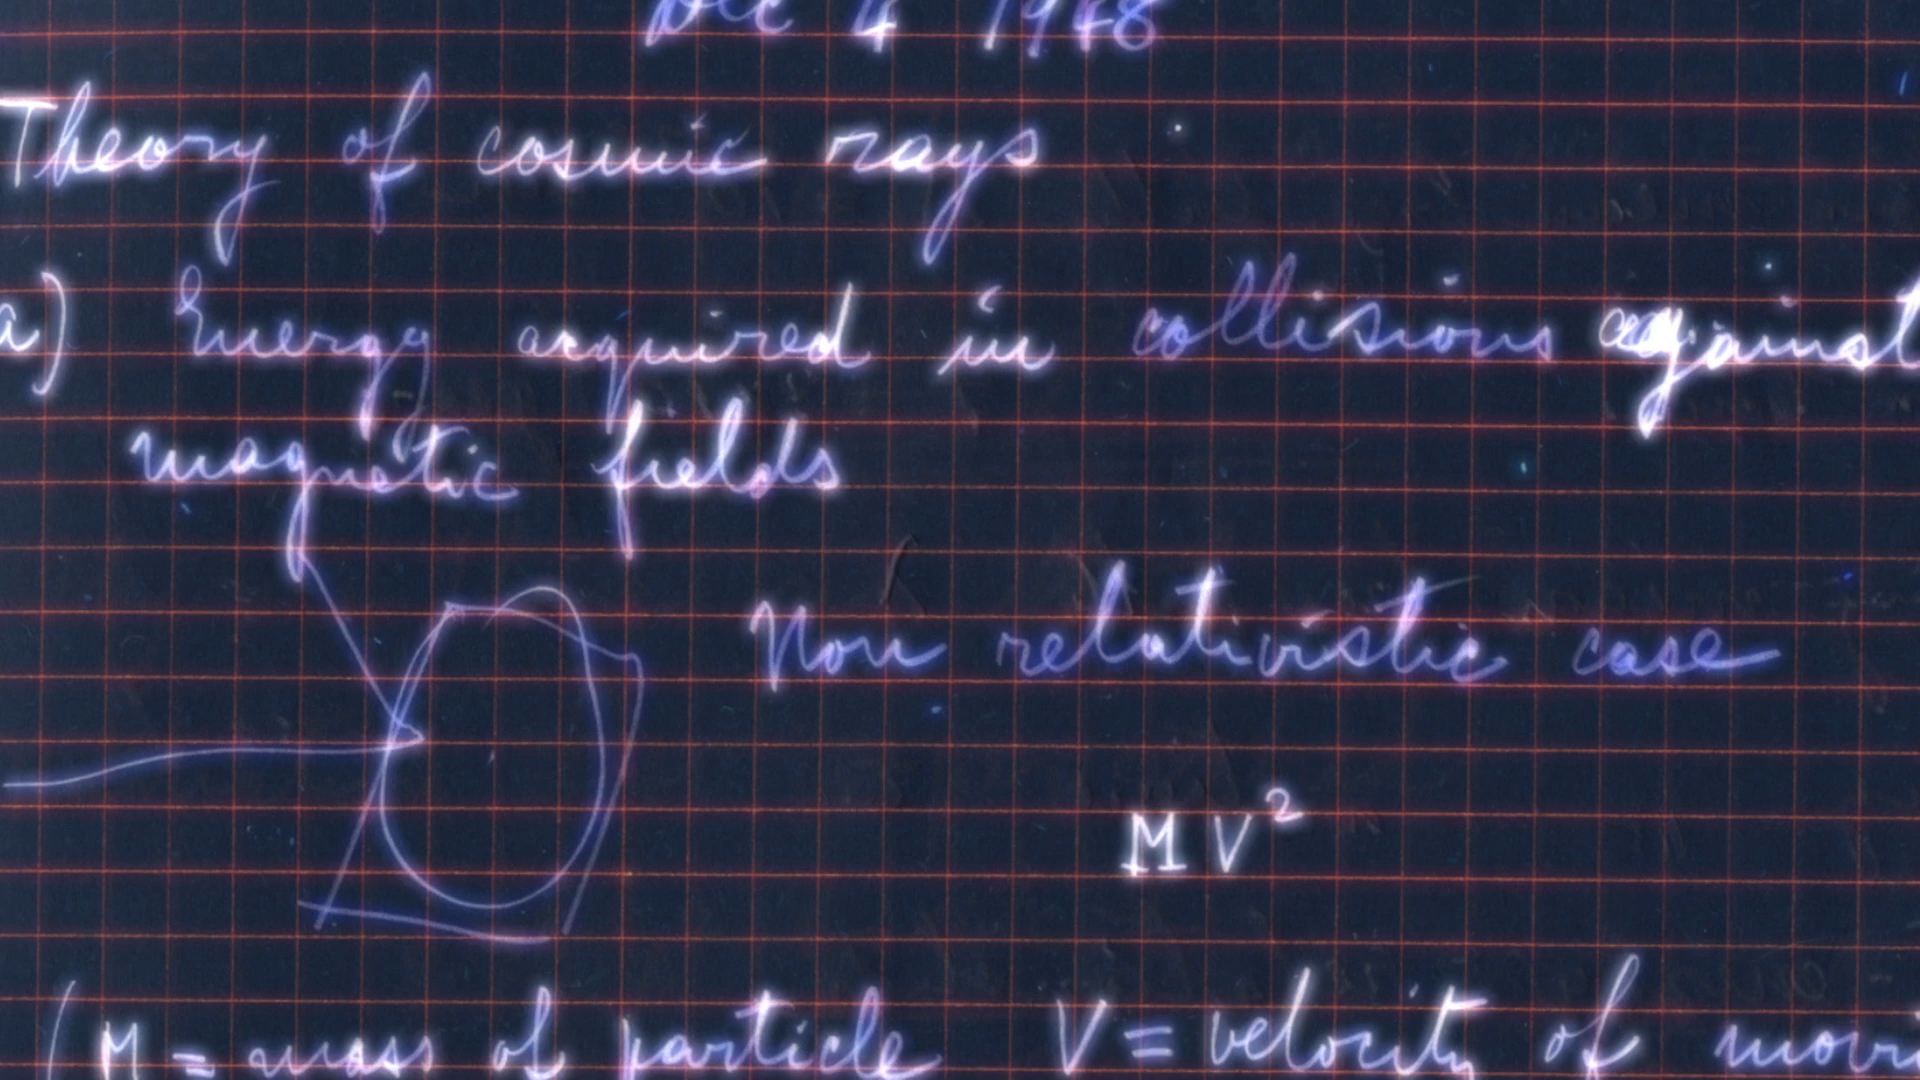 Dec 4 1948
Theory of cosmic rays
a) Energy acquired in collisions against
magnetic fields
Non relativistic case
MV²
(M = mass of particle V = velocity of movi